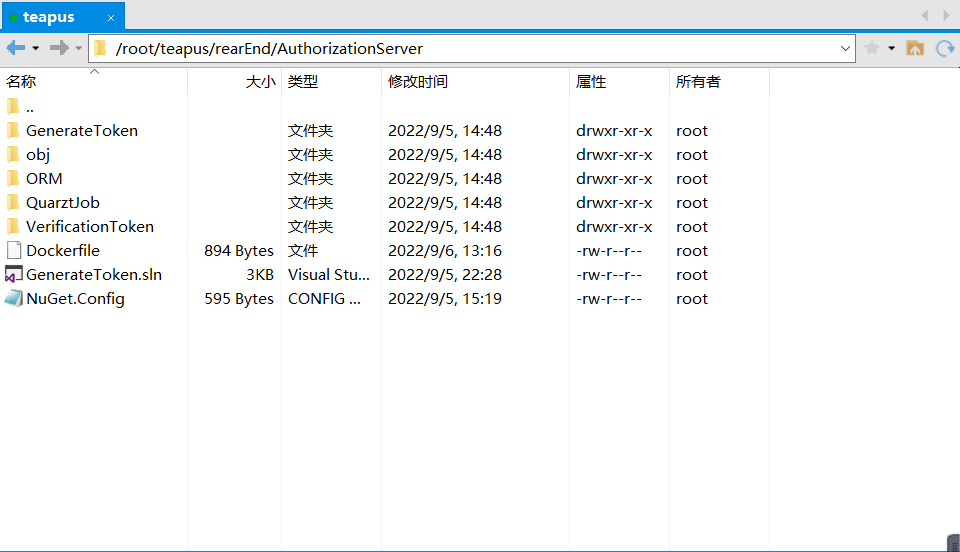 teapus ×
/root/teapus/rearEnd/AuthorizationServer
名称 大小 类型 修改时间 属性 所有者
..
GenerateToken 文件夹 2022/9/5, 14:48 drwxr-xr-x root
obj 文件夹 2022/9/5, 14:48 drwxr-xr-x root
ORM 文件夹 2022/9/5, 14:48 drwxr-xr-x root
QuarztJob 文件夹 2022/9/5, 14:48 drwxr-xr-x root
VerificationToken 文件夹 2022/9/5, 14:48 drwxr-xr-x root
Dockerfile 894 Bytes 文件 2022/9/6, 13:16 -rw-r--r-- root
GenerateToken.sln 3KB Visual Stu... 2022/9/5, 22:28 -rw-r--r-- root
NuGet.Config 595 Bytes CONFIG ... 2022/9/5, 15:19 -rw-r--r-- root